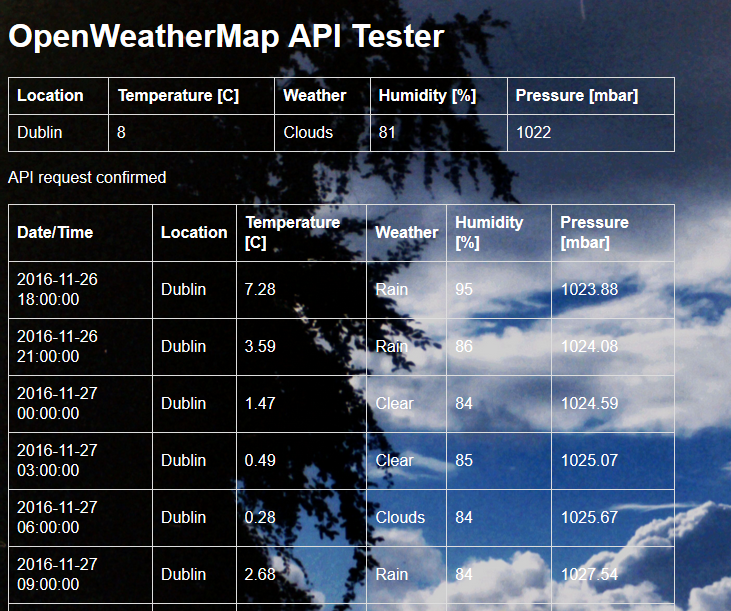 OpenWeatherMap API Tester
Location Temperature [C] Weather Humidity [%] Pressure [mbar]
Dublin 8 Clouds 81 1022
API request confirmed
Date/Time Location Temperature [C] Weather Humidity [%] Pressure [mbar]
2016-11-26 18:00:00 Dublin 7.28 Rain 95 1023.88
2016-11-26 21:00:00 Dublin 3.59 Rain 86 1024.08
2016-11-27 00:00:00 Dublin 1.47 Clear 84 1024.59
2016-11-27 03:00:00 Dublin 0.49 Clear 85 1025.07
2016-11-27 06:00:00 Dublin 0.28 Clouds 84 1025.67
2016-11-27 09:00:00 Dublin 2.68 Rain 84 1027.54